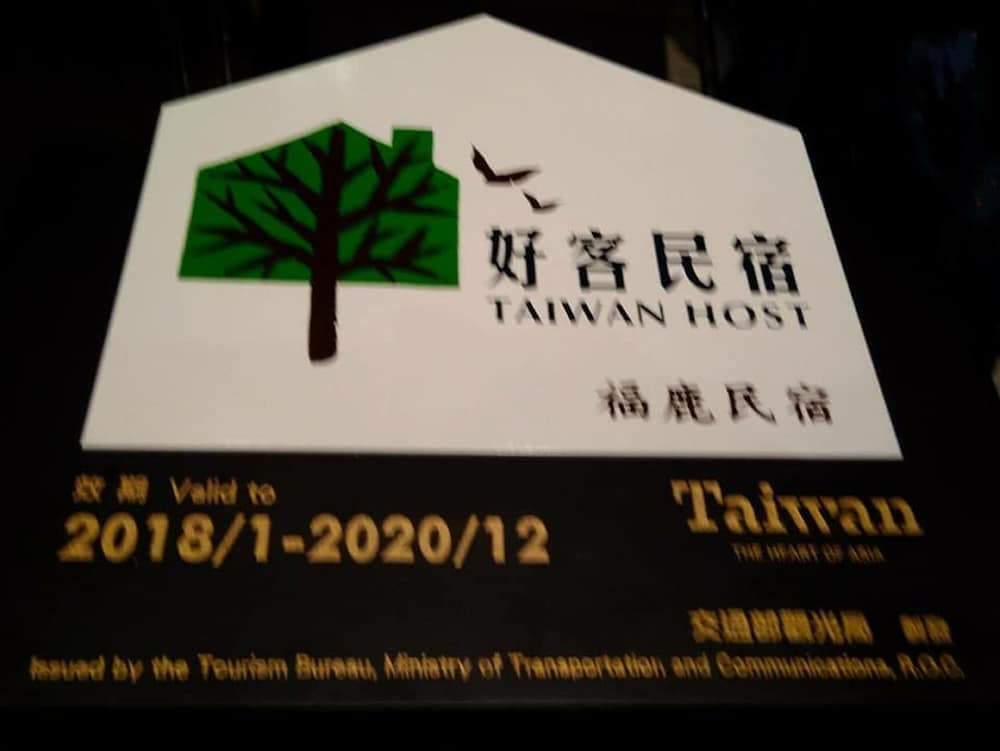 好客民宿
TAIWAN HOST
福鹿民宿
效期 Valid to
2018/1-2020/12
Taiwan
THE HEART OF ASIA
交通部觀光局
Issued by the Tourism Bureau, Ministry of Transportation and Communications, R.O.C.